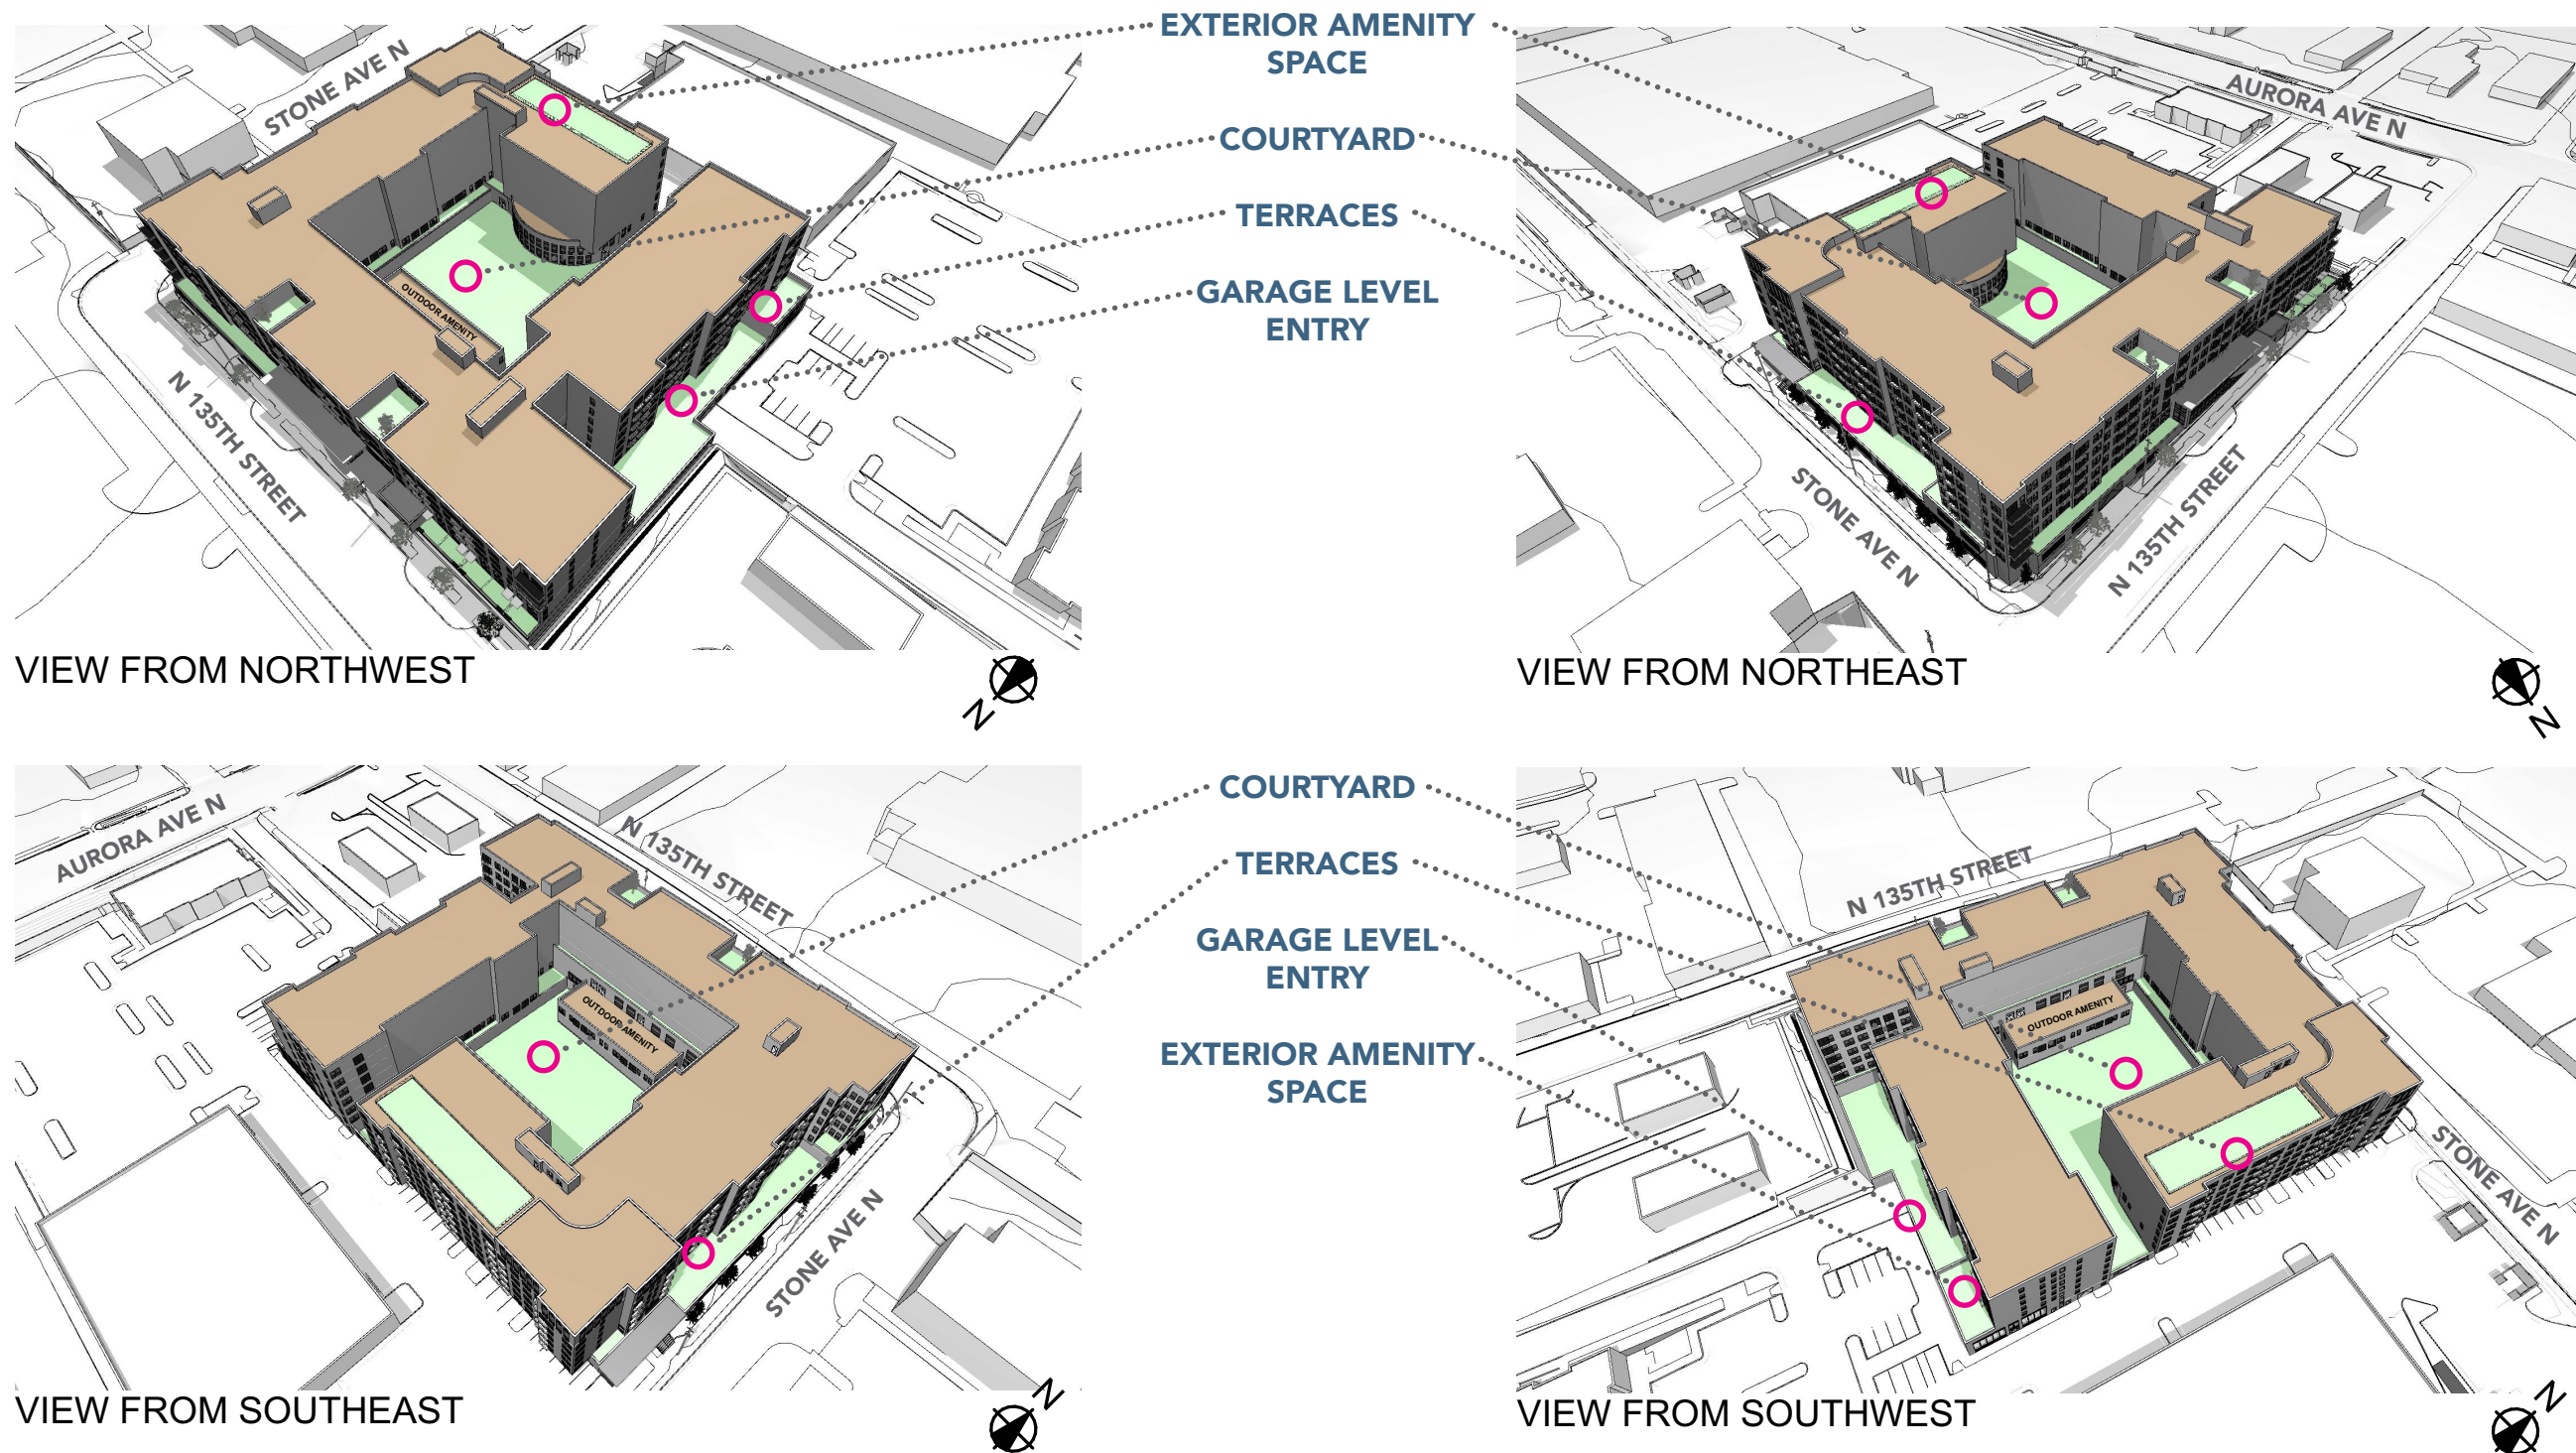 EXTERIOR AMENITY
SPACE
COURTYARD
TERRACES
GARAGE LEVEL
ENTRY
STONE AVE N
OUTDOOR AMENITY
N 135TH STREET
VIEW FROM NORTHWEST
N
AURORA AVE N
STONE AVE N
N 135TH STREET
VIEW FROM NORTHEAST
N
COURTYARD
TERRACES
GARAGE LEVEL
ENTRY
EXTERIOR AMENITY
SPACE
AURORA AVE N
N 135TH STREET
OUTDOOR AMENITY
STONE AVE N
VIEW FROM SOUTHEAST
N
N 135TH STREET
OUTDOOR AMENITY
STONE AVE N
VIEW FROM SOUTHWEST
N